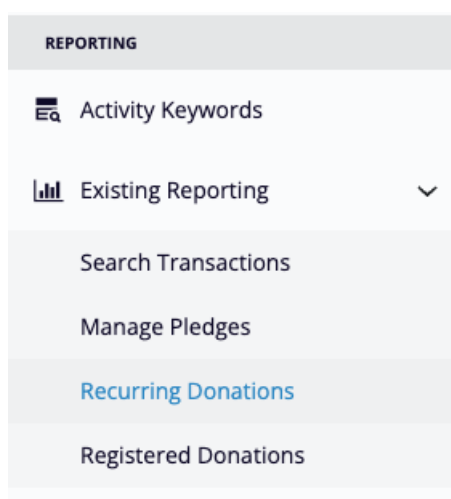 REPORTING
Activity Keywords
Existing Reporting
Search Transactions
Manage Pledges
Recurring Donations
Registered Donations